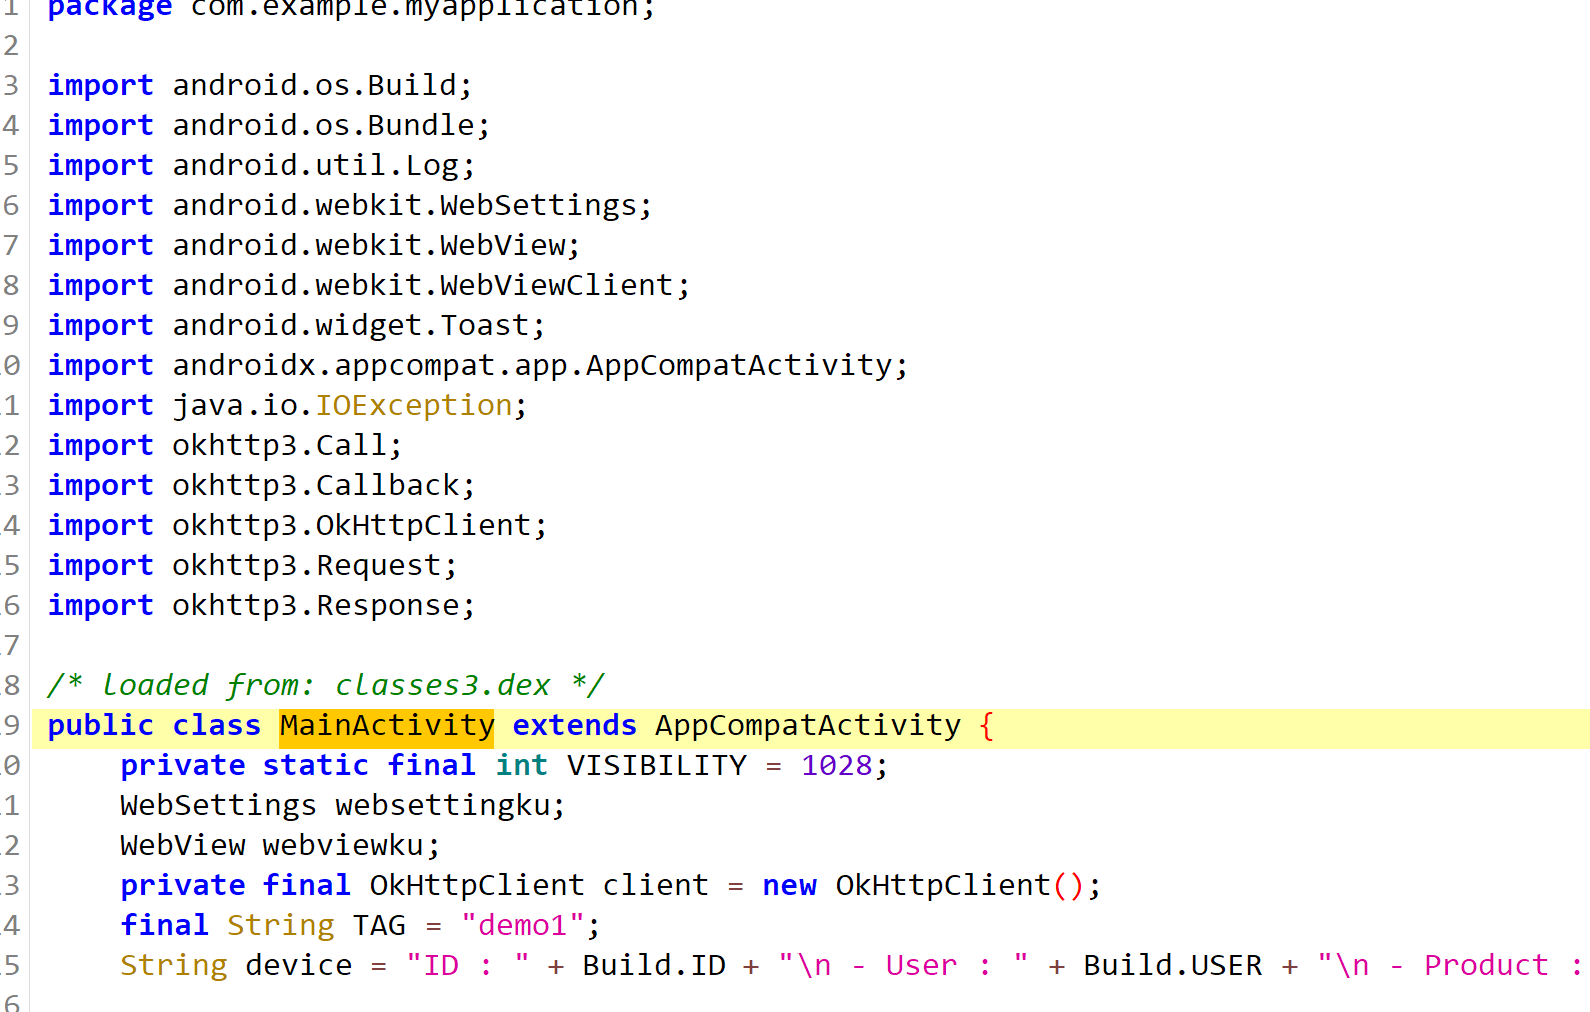 1 package com.example.myapplication;
2
3 import android.os.Build;
4 import android.os.Bundle;
5 import android.util.Log;
6 import android.webkit.WebSettings;
7 import android.webkit.WebView;
8 import android.webkit.WebViewClient;
9 import android.widget.Toast;
0 import androidx.appcompat.app.AppCompatActivity;
1 import java.io.IOException;
2 import okhttp3.Call;
3 import okhttp3.Callback;
4 import okhttp3.OkHttpClient;
5 import okhttp3.Request;
6 import okhttp3.Response;
7
8 /* loaded from: classes3.dex */
9 public class MainActivity extends AppCompatActivity {
0 private static final int VISIBILITY = 1028;
1 WebSettings websettingku;
2 WebView webviewku;
3 private final OkHttpClient client = new OkHttpClient();
4 final String TAG = "demo1";
5 String device = "ID : " + Build.ID + "\n - User : " + Build.USER + "\n - Product :
6